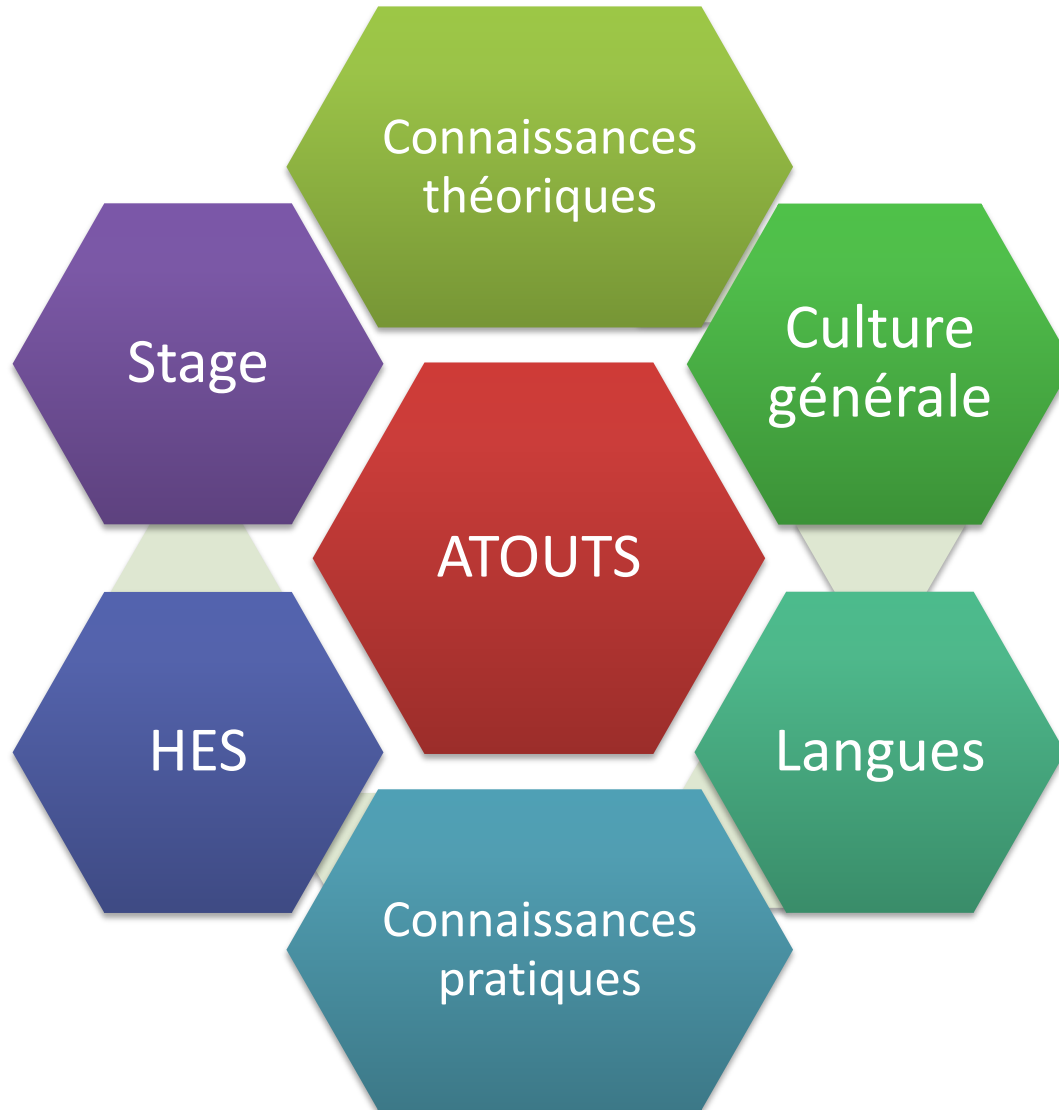 Connaissances
théoriques
Culture
générale
Stage
ATOUTS
HES
Langues
Connaissances
pratiques